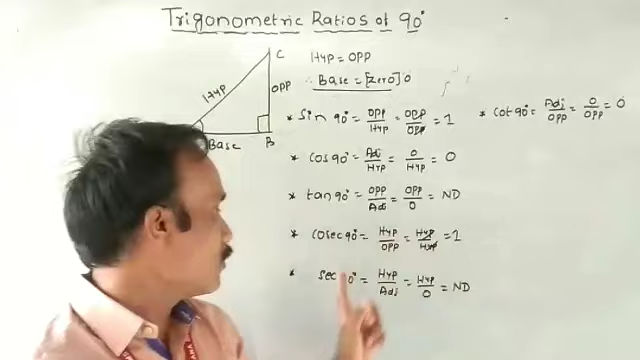 Trigonometric Ratios of 90°
C
Hyp
OPP
Base
B
Hyp = OPP
∴ Base = [zero] 0
* Sin 90° = OPP/Hyp = OPP/OPP = 1
* Cos 90° = Adj/Hyp = 0/Hyp = 0
* tan 90° = OPP/Adj = OPP/0 = ND
* Cosec 90° = Hyp/OPP = Hyp/Hyp = 1
* Sec 0° = Hyp/Adj = Hyp/0 = ND
* Cot 90° = Adj/OPP = 0/OPP = 0